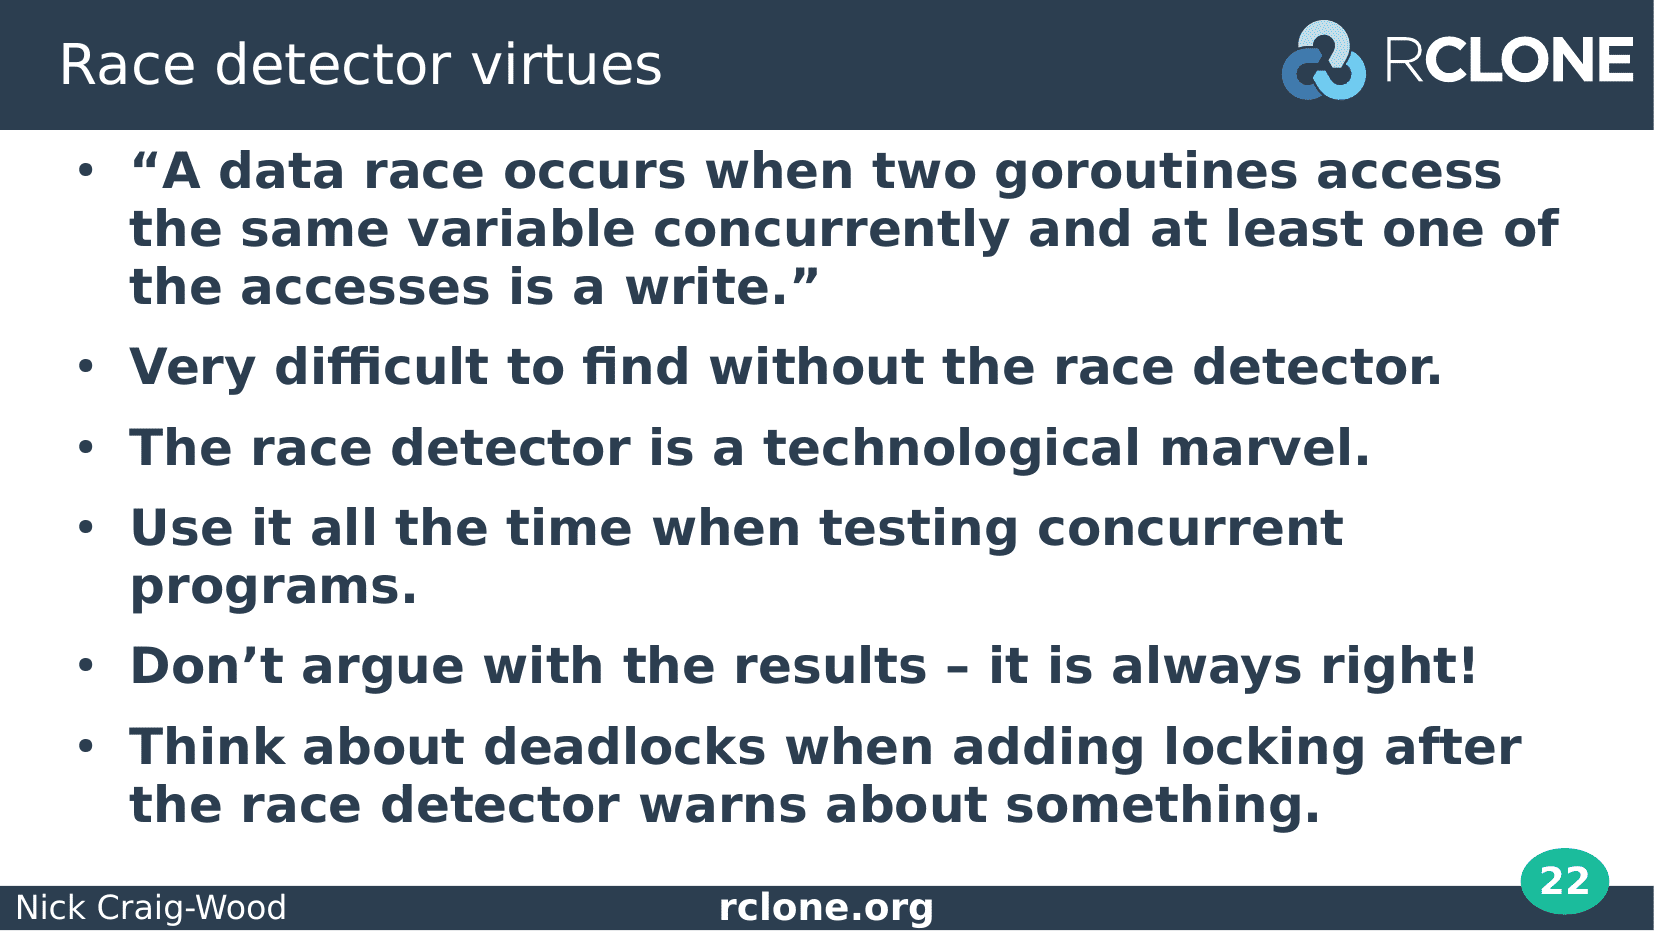 Race detector virtues
RCLONE
• “A data race occurs when two goroutines access
the same variable concurrently and at least one of
the accesses is a write.”
• Very difficult to find without the race detector.
• The race detector is a technological marvel.
• Use it all the time when testing concurrent
programs.
• Don’t argue with the results – it is always right!
• Think about deadlocks when adding locking after
the race detector warns about something.
Nick Craig-Wood
rclone.org
22